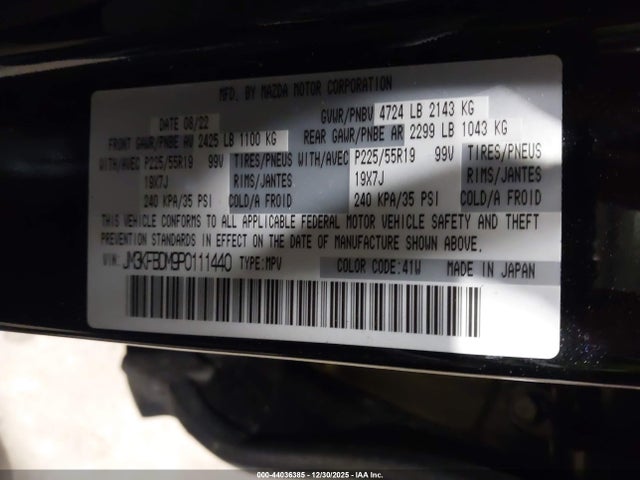 MFD. BY MAZDA MOTOR CORPORATION
DATE 08/22 GVWR/PNBV 4724 LB 2143 KG
FRONT GAWR/PNBE AV 2425 LB 1100 KG REAR GAWR/PNBE AR 2299 LB 1043 KG
WITH/AVEC P225/55R19 99V TIRES/PNEUS WITH/AVEC P225/55R19 99V TIRES/PNEUS
19X7J RIMS/JANTES 19X7J RIMS/JANTES
240 KPA/35 PSI COLD/A FROID 240 KPA/35 PSI COLD/A FROID
THIS VEHICLE CONFORMS TO ALL APPLICABLE FEDERAL MOTOR VEHICLE SAFETY AND THEFT
PREVENTION STANDARDS IN EFFECT ON THE DATE OF MANUFACTURE SHOWN ABOVE.
VIN: JM3KFBDM9P0111440 TYPE:MPV COLOR CODE:41W MADE IN JAPAN
000-44036385 - 12/30/2025 - IAA Inc.